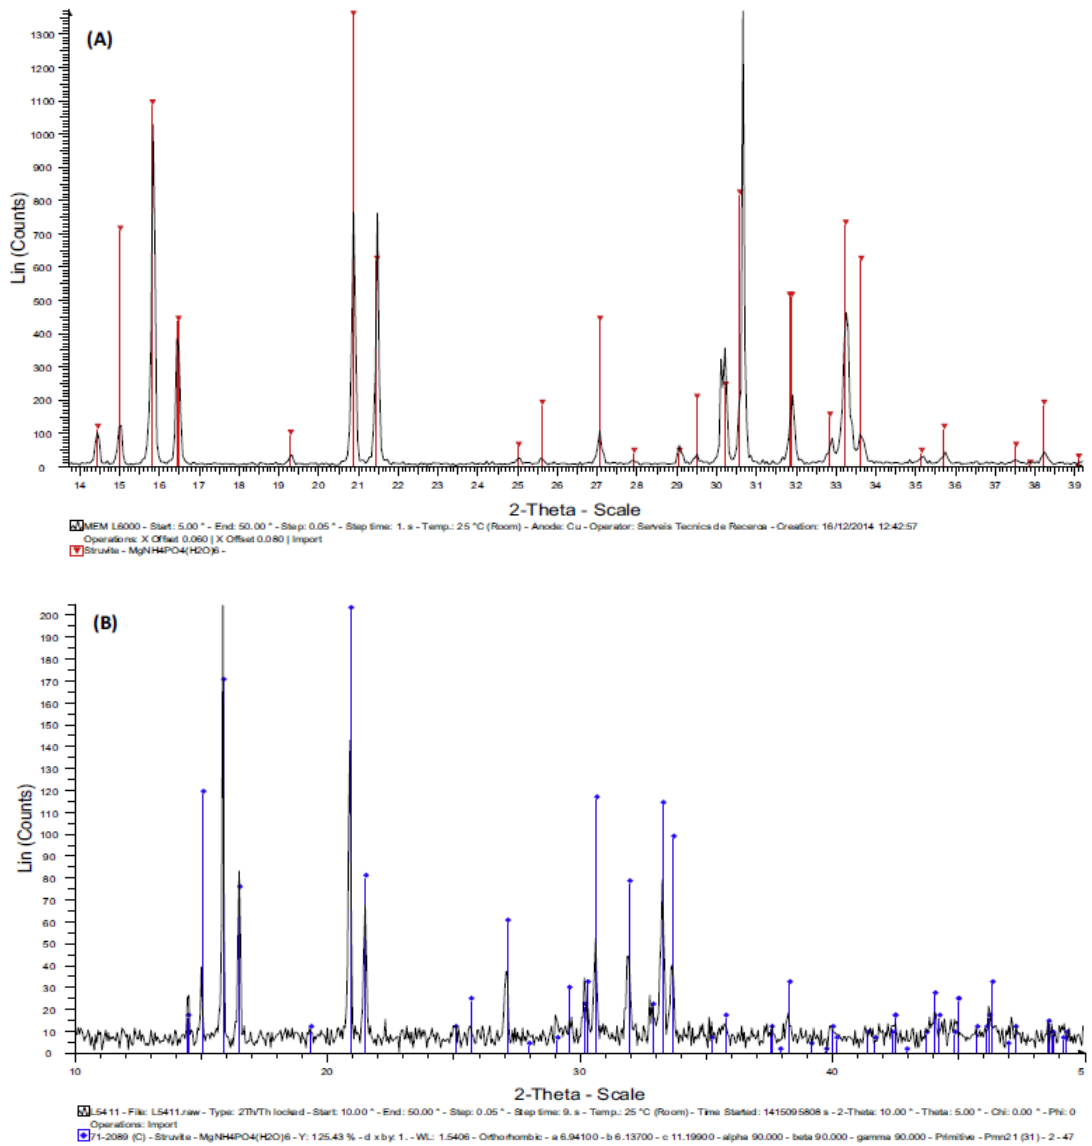 (A)
1300
1200
1100
1000
900
800
700
600
500
400
300
200
100
0
Lin (Counts)
14 15 16 17 18 19 20 21 22 23 24 25 26 27 28 29 30 31 32 33 34 35 36 37 38 39
2-Theta - Scale
MEM L6000 - Start: 5.00 ° - End: 50.00 ° - Step: 0.05 ° - Step time: 1. s - Temp.: 25 °C (Room) - Anode: Cu - Operator: Serveis Tecnics de Recerca - Creation: 16/12/2014 12:42:57
Operations: X Offset 0.060 | X Offset 0.080 | Import
Struvite - MgNH4PO4(H2O)6 -
(B)
200
190
180
170
160
150
140
130
120
110
100
90
80
70
60
50
40
30
20
10
0
Lin (Counts)
10 20 30 40 5
2-Theta - Scale
L5411 - File: L5411.raw - Type: 2Th/Th locked - Start: 10.00 ° - End: 50.00 ° - Step: 0.05 ° - Step time: 9. s - Temp.: 25 °C (Room) - Time Started: 1415095808 s - 2-Theta: 10.00 ° - Theta: 5.00 ° - Chi: 0.00 ° - Phi: 0
Operations: Import
71-2089 (C) - Struvite - MgNH4PO4(H2O)6 - Y: 125.43 % - d x by: 1. - WL: 1.5406 - Orthorhombic - a 6.94100 - b 6.13700 - c 11.19900 - alpha 90.000 - beta 90.000 - gamma 90.000 - Primitive - Pmn21 (31) - 2 - 47